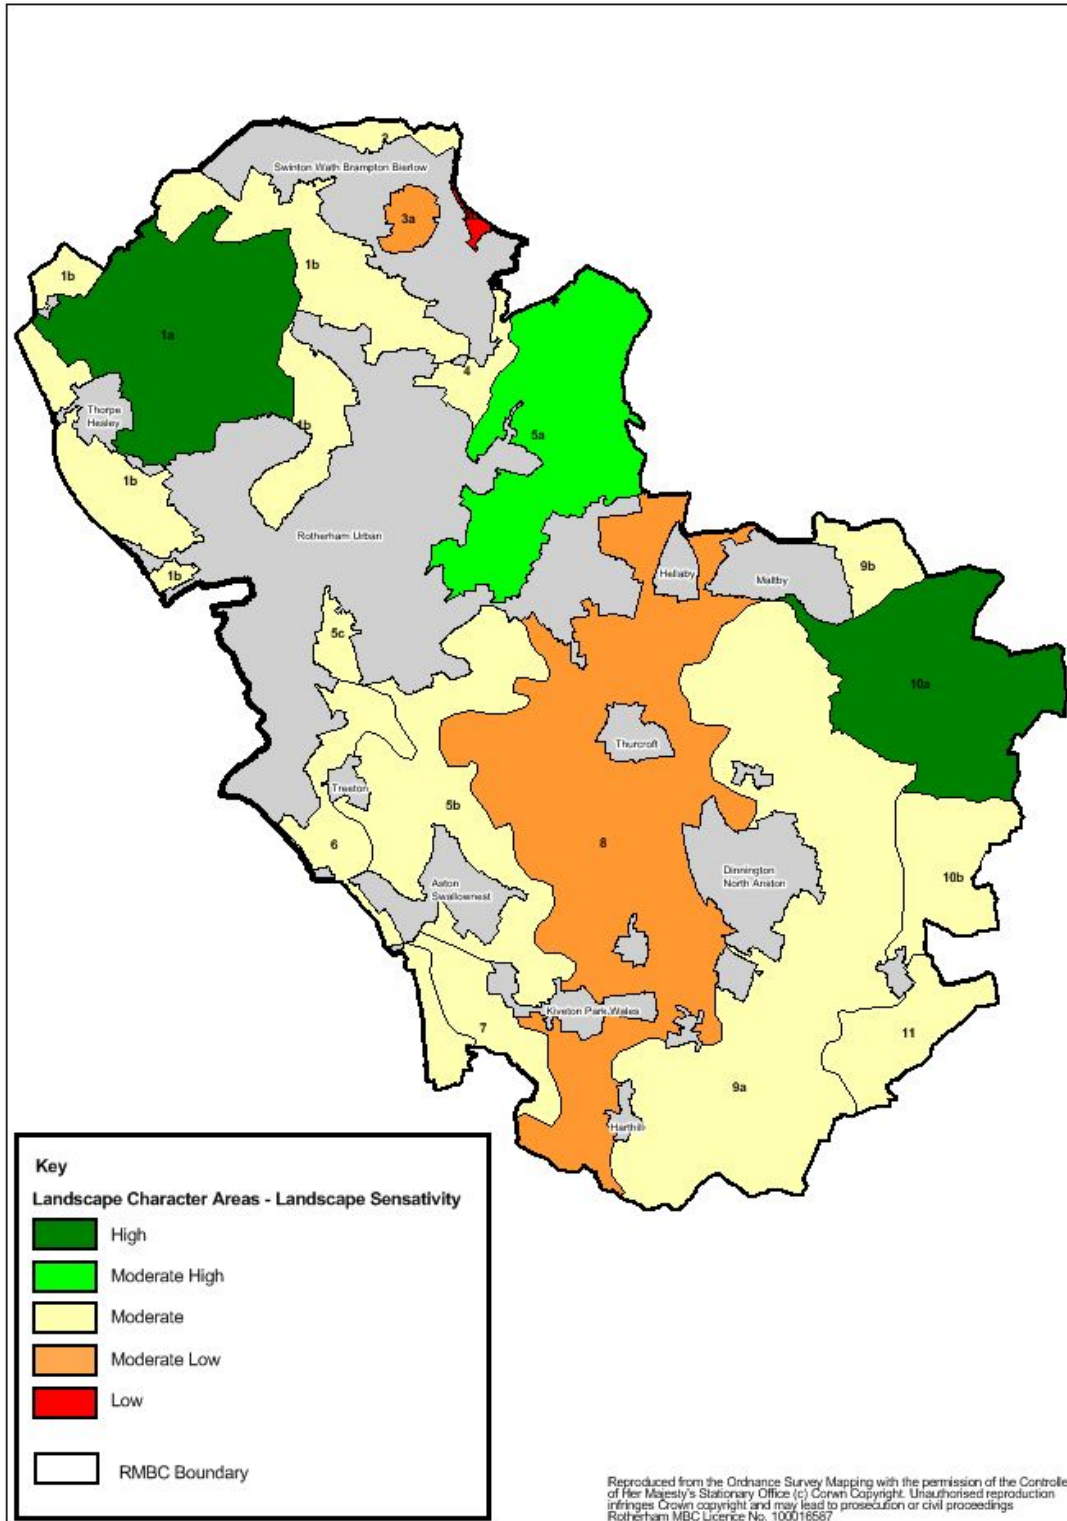 2
Swinton Wath Brampton Bierlow
3a
1b
1b
1a
4
Thorpe
Hesley
1b
5a
1b
Rotherham Urban
1b
Hellaby
Maltby
9b
5c
10a
Thurcroft
Treeton
5b
6
8
Aston
Swallownest
Dinnington
North Anston
10b
Kiveton Park Wales
7
11
9a
Harthill
Key
Landscape Character Areas - Landscape Sensativity
High
Moderate High
Moderate
Moderate Low
Low
RMBC Boundary
Reproduced from the Ordnance Survey Mapping with the permission of the Controlle
of Her Majesty's Stationary Office (c) Corwn Copyright. Unauthorised reproduction
infringes Crown copyright and may lead to prosecution or civil proceedings
Rotherham MBC Licence No. 100016587